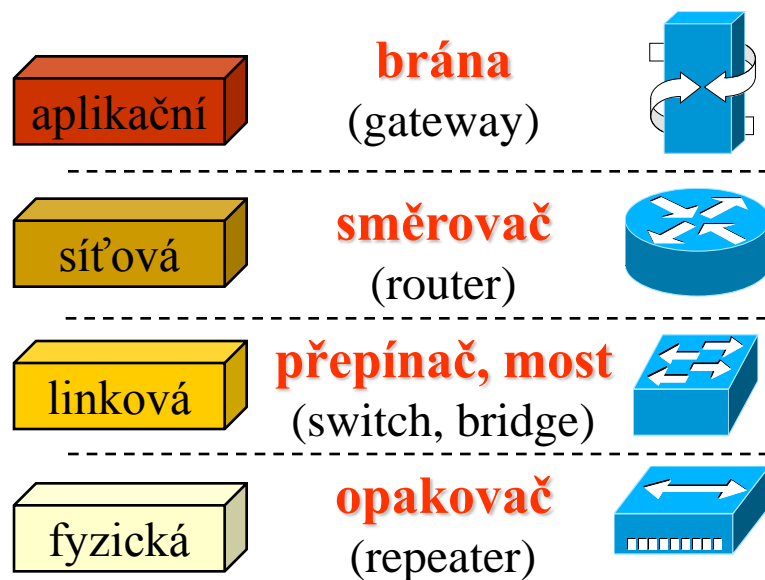 aplikační
brána
(gateway)
síťová
směrovač
(router)
linková
přepínač, most
(switch, bridge)
fyzická
opakovač
(repeater)